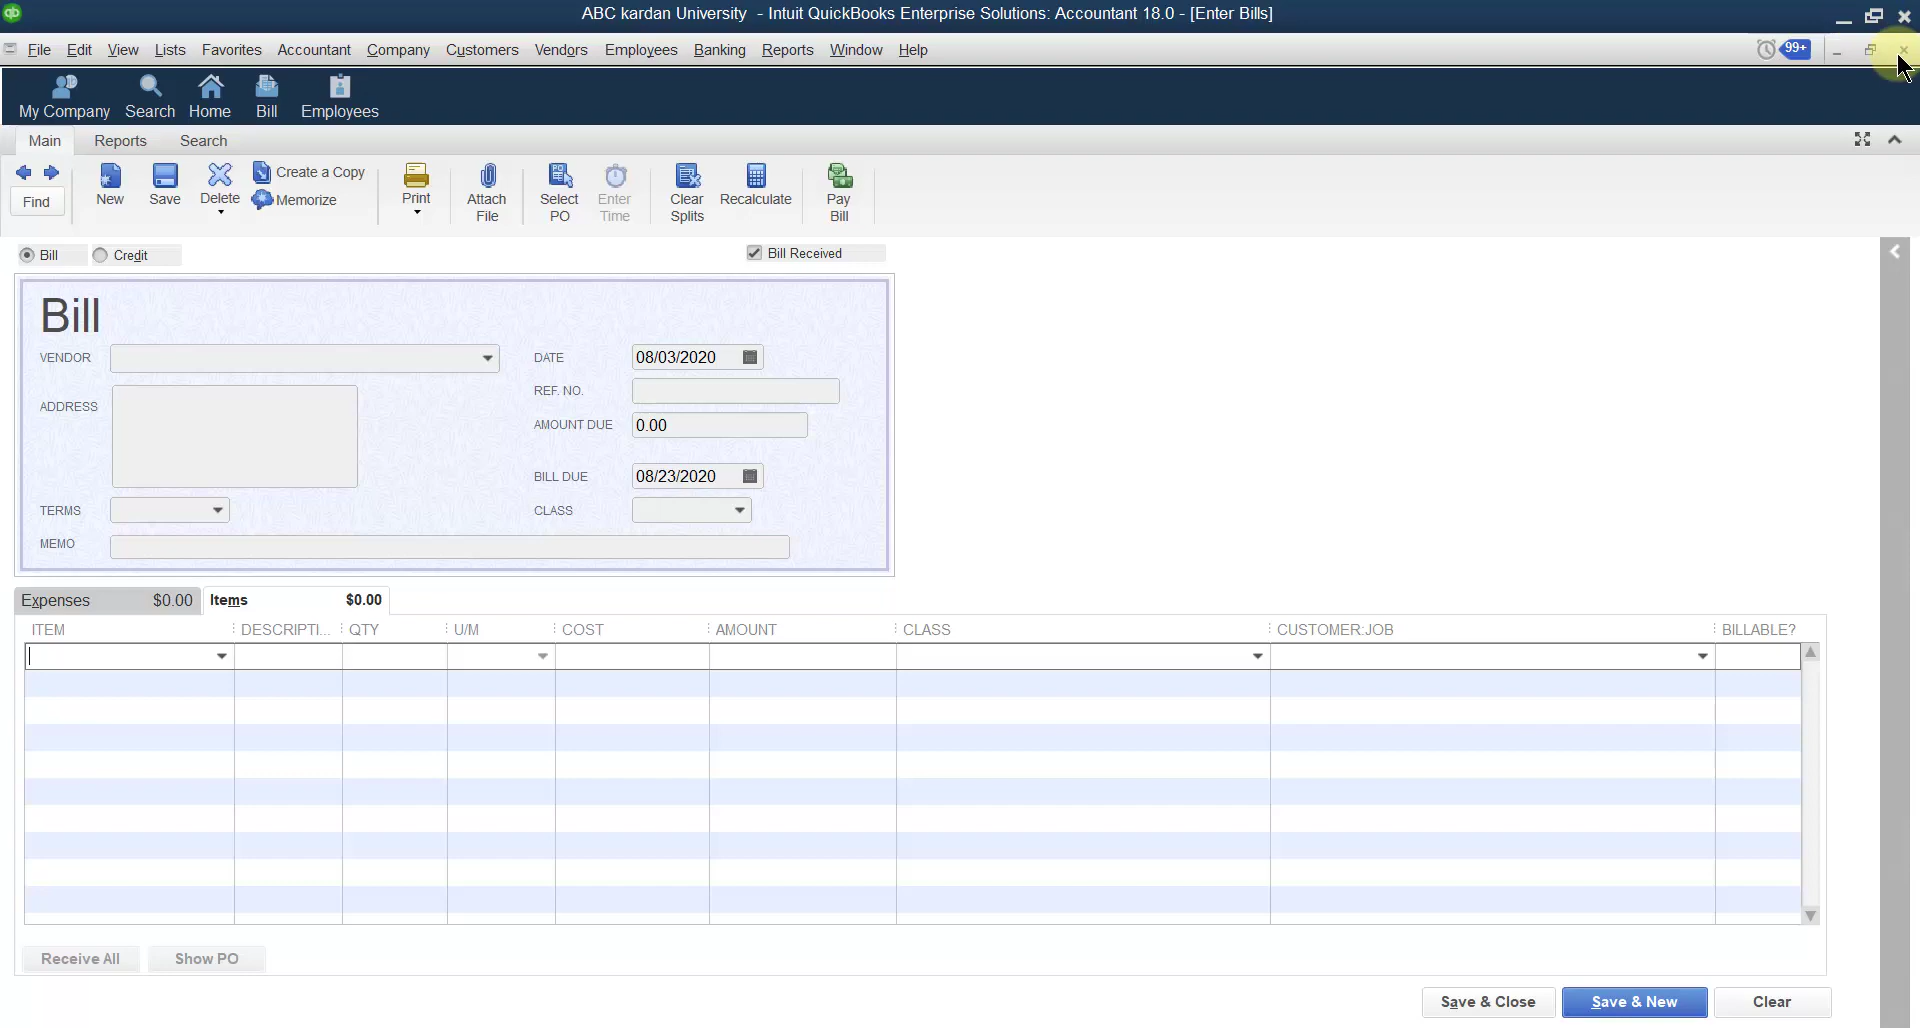 ABC kardan University - Intuit QuickBooks Enterprise Solutions: Accountant 18.0 - [Enter Bills]
File Edit View Lists Favorites Accountant Company Customers Vendors Employees Banking Reports Window Help 99+
My Company Search Home Bill Employees
Main Reports Search
Find New Save Delete Create a Copy Memorize Print Attach File Select PO Enter Time Clear Splits Recalculate Pay Bill
Bill Credit Bill Received
Bill
VENDOR DATE 08/03/2020
ADDRESS REF. NO.
AMOUNT DUE 0.00
BILL DUE 08/23/2020
TERMS CLASS
MEMO
Expenses $0.00 Items $0.00
ITEM DESCRIPTI... QTY U/M COST AMOUNT CLASS CUSTOMER:JOB BILLABLE?
Receive All Show PO
Save & Close Save & New Clear